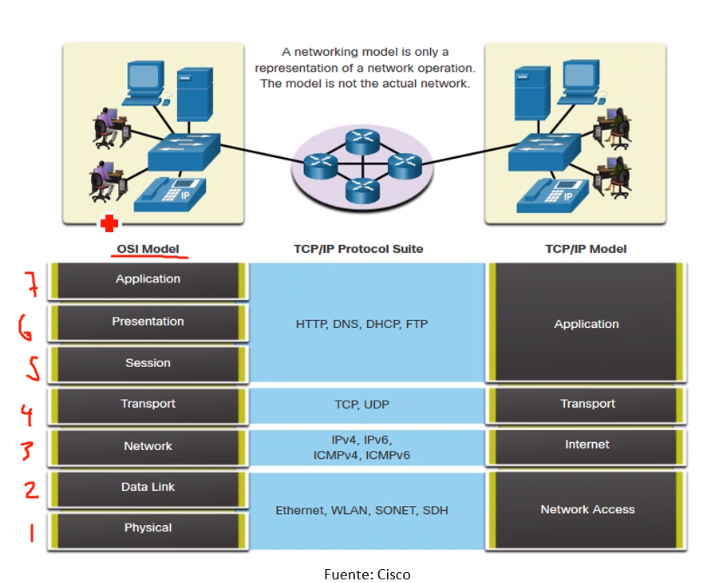 A networking model is only a
representation of a network operation.
The model is not the actual network.
IP
IP
OSI Model
TCP/IP Protocol Suite
TCP/IP Model
7
Application
6
Presentation
HTTP, DNS, DHCP, FTP
Application
5
Session
4
Transport
TCP, UDP
Transport
3
Network
IPv4, IPv6,
ICMPv4, ICMPv6
Internet
2
Data Link
Ethernet, WLAN, SONET, SDH
Network Access
1
Physical
Fuente: Cisco